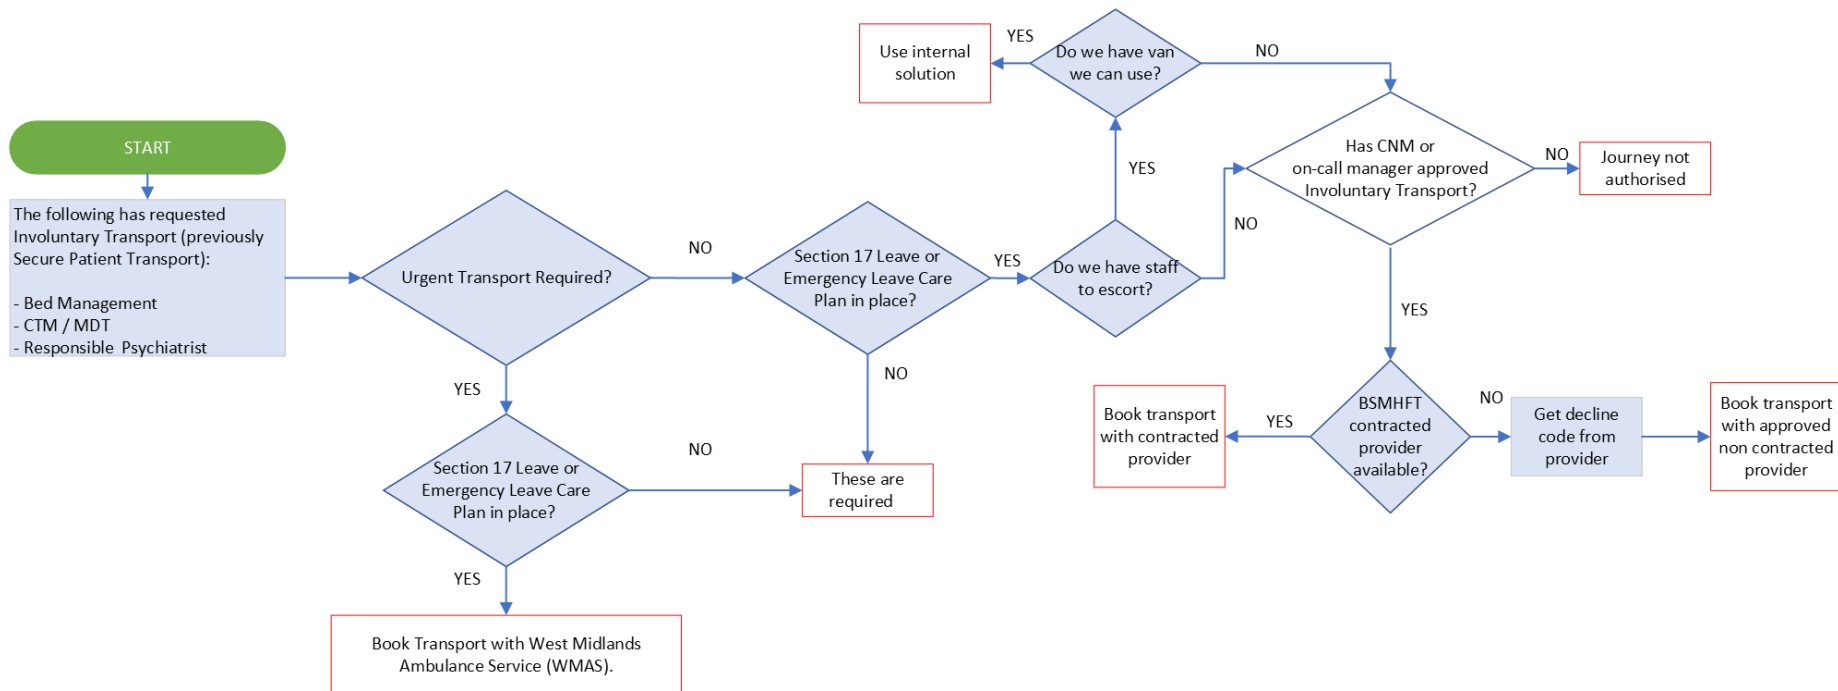 START
The following has requested
Involuntary Transport (previously
Secure Patient Transport):
- Bed Management
- CTM / MDT
- Responsible Psychiatrist
Urgent Transport Required?
NO
YES
Section 17 Leave or
Emergency Leave Care
Plan in place?
NO
YES
Book Transport with West Midlands
Ambulance Service (WMAS).
Section 17 Leave or
Emergency Leave Care
Plan in place?
YES
NO
These are
required
Do we have staff
to escort?
YES
NO
Do we have van
we can use?
YES
NO
Use internal
solution
Has CNM or
on-call manager approved
Involuntary Transport?
NO
Journey not
authorised
YES
BSMHFT
contracted
provider
available?
YES
Book transport
with contracted
provider
NO
Get decline
code from
provider
Book transport
with approved
non contracted
provider